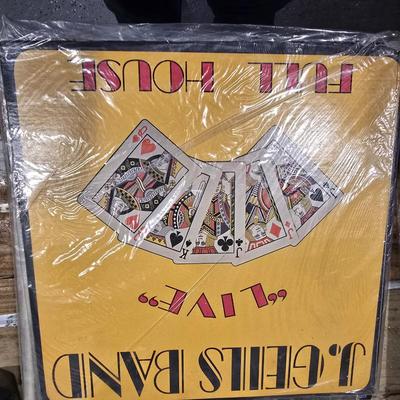 J. GEILS BAND
"LIVE"
FULL HOUSE